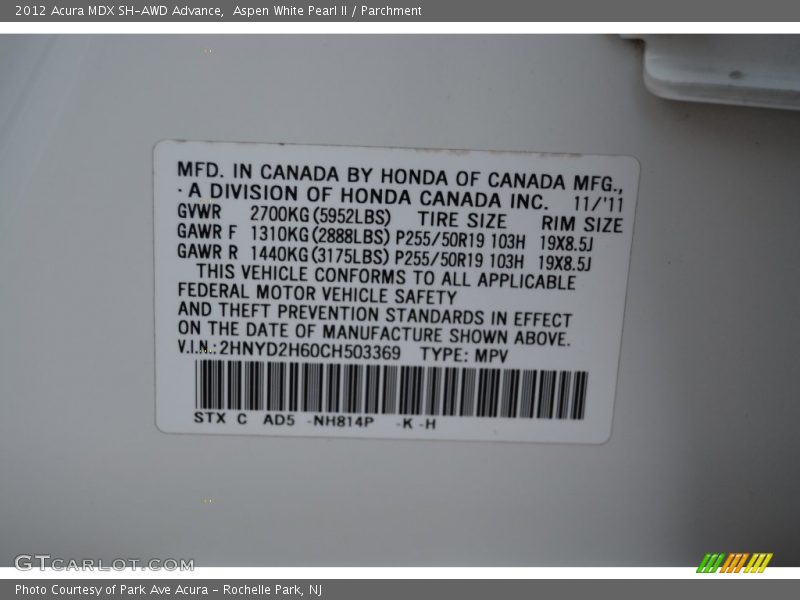 2012 Acura MDX SH-AWD Advance,  Aspen White Pearl II / Parchment
MFD. IN CANADA BY HONDA OF CANADA MFG.,
· A DIVISION OF HONDA CANADA INC. 11/'11
GVWR 2700KG(5952LBS) TIRE SIZE RIM SIZE
GAWR F 1310KG(2888LBS) P255/50R19 103H 19X8.5J
GAWR R 1440KG(3175LBS) P255/50R19 103H 19X8.5J
THIS VEHICLE CONFORMS TO ALL APPLICABLE
FEDERAL MOTOR VEHICLE SAFETY
AND THEFT PREVENTION STANDARDS IN EFFECT
ON THE DATE OF MANUFACTURE SHOWN ABOVE.
V.I.N.:2HNYD2H60CH503369 TYPE: MPV
STX C AD5 -NH814P -K -H
GTCARLOT.COM
Photo Courtesy of Park Ave Acura - Rochelle Park, NJ